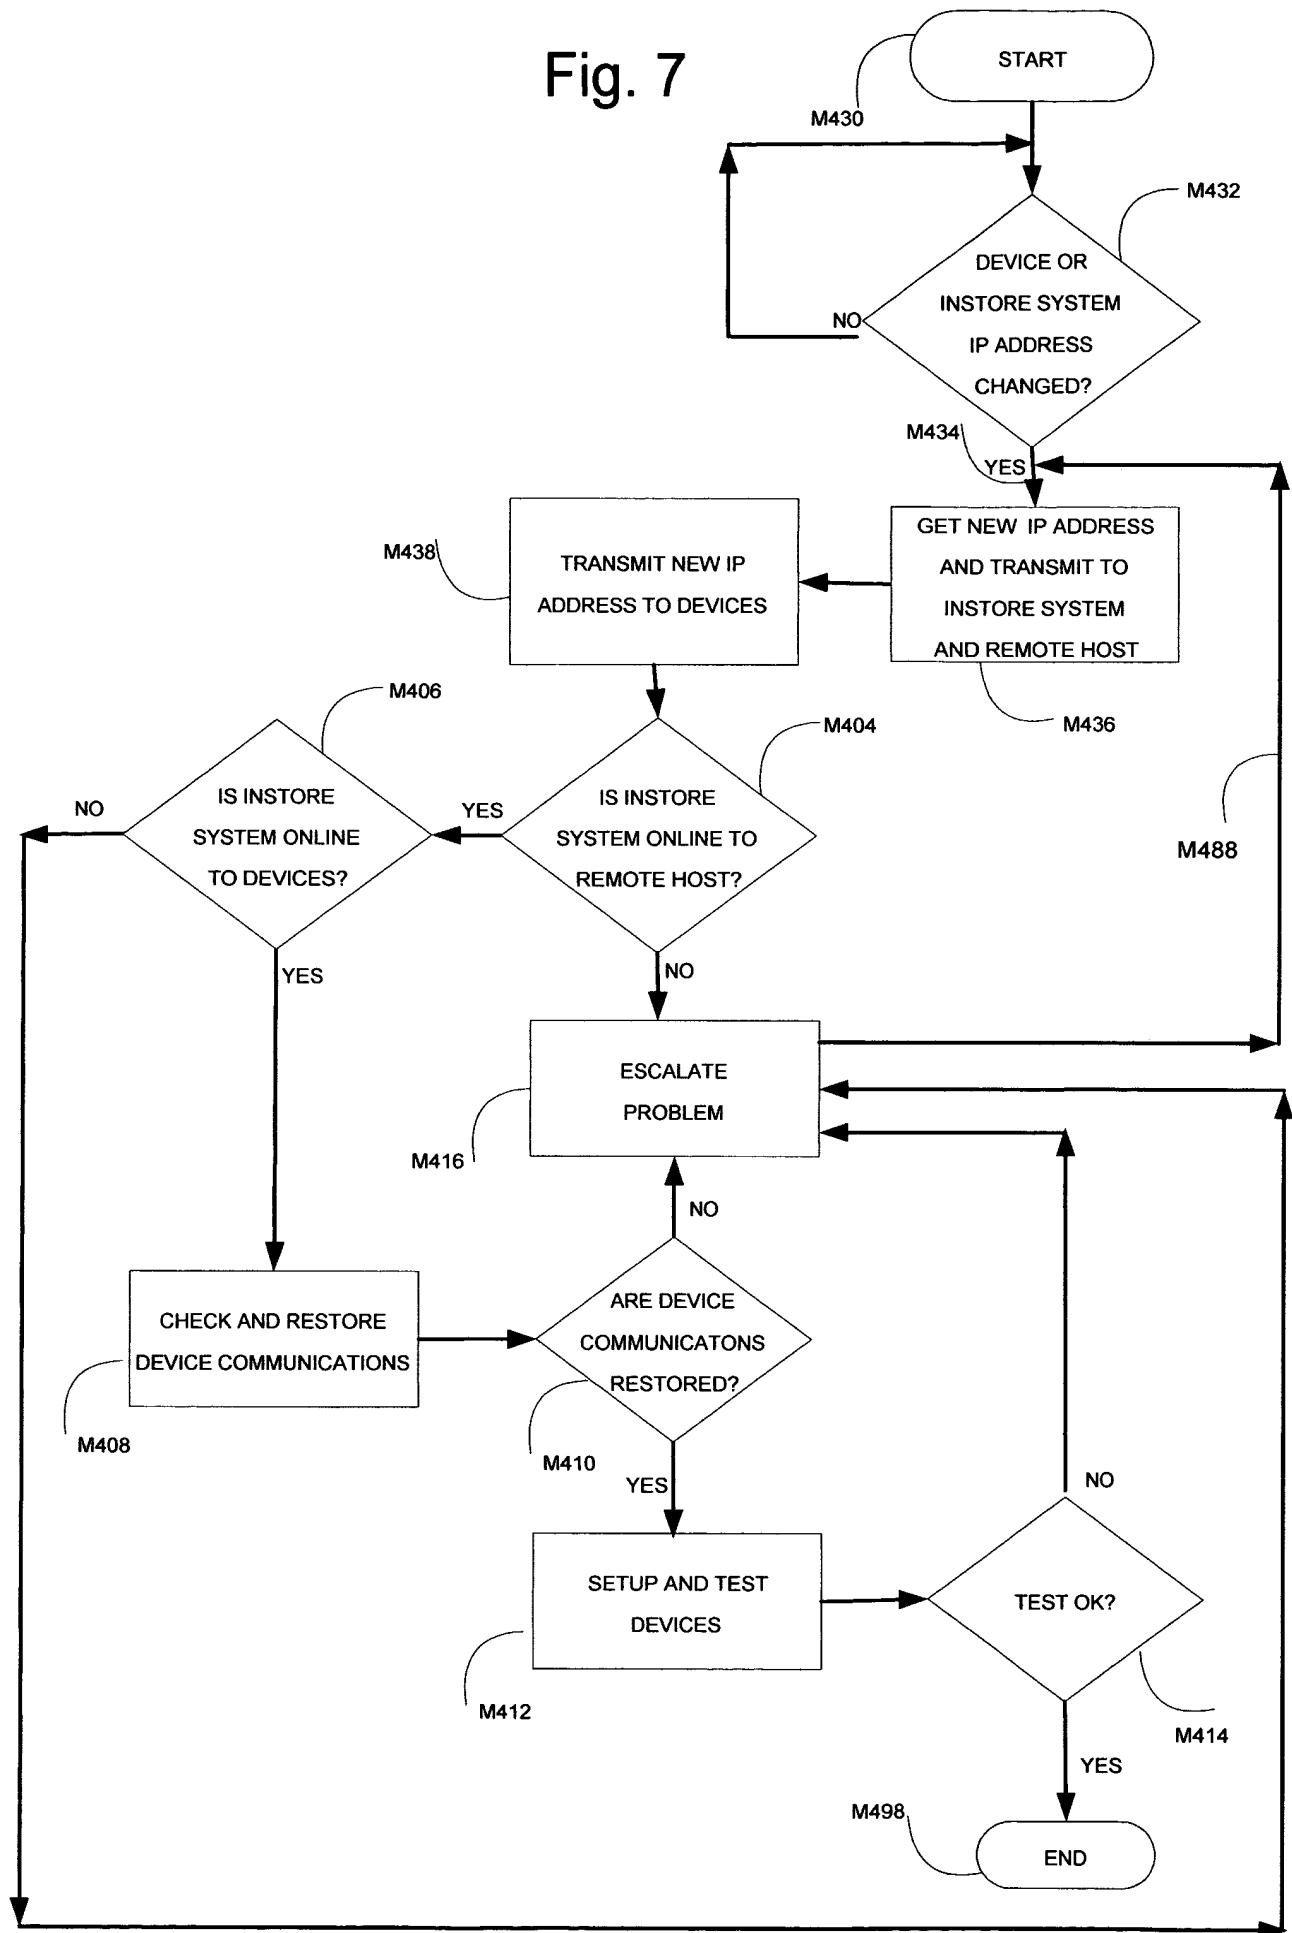 Fig. 7
START
M430
M432
DEVICE OR
INSTORE SYSTEM
IP ADDRESS
CHANGED?
NO
M434
YES
GET NEW IP ADDRESS
AND TRANSMIT TO
INSTORE SYSTEM
AND REMOTE HOST
M436
M438
TRANSMIT NEW IP
ADDRESS TO DEVICES
M406
M404
NO
IS INSTORE
SYSTEM ONLINE
TO DEVICES?
YES
IS INSTORE
SYSTEM ONLINE TO
REMOTE HOST?
M488
YES
NO
ESCALATE
PROBLEM
M416
NO
CHECK AND RESTORE
DEVICE COMMUNICATIONS
M408
ARE DEVICE
COMMUNICATONS
RESTORED?
M410
YES
NO
SETUP AND TEST
DEVICES
M412
TEST OK?
M414
YES
M498
END